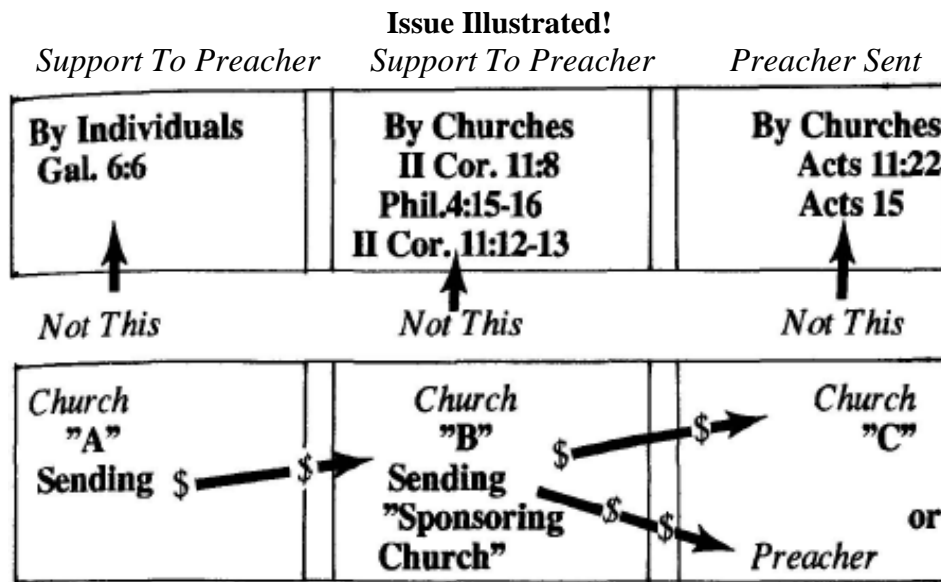 Issue Illustrated!
Support To Preacher Support To Preacher Preacher Sent
By Individuals
Gal. 6:6
By Churches
II Cor. 11:8
Phil.4:15-16
II Cor. 11:12-13
By Churches
Acts 11:22
Acts 15
Not This Not This Not This
Church
"A"
Sending $ $
Church
"B"
Sending
"Sponsoring
Church"
$ $
$ $
Church
"C"
or
Preacher